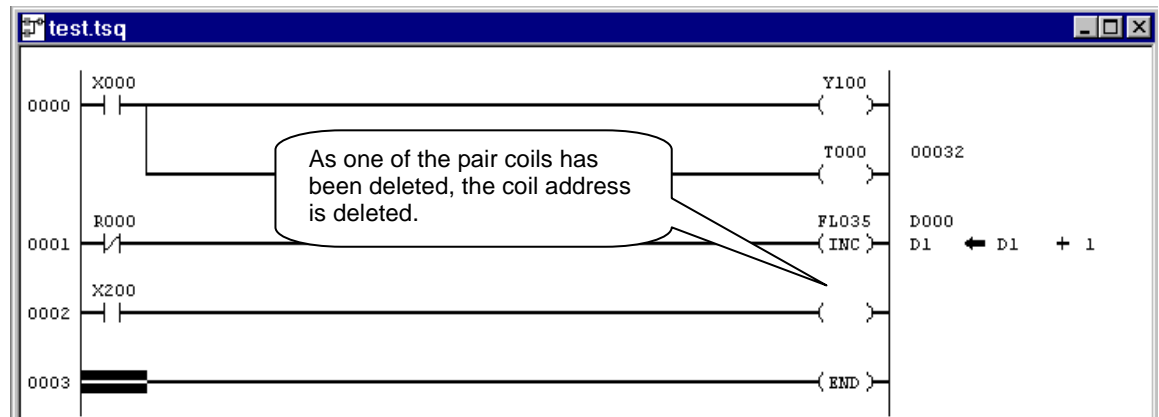 test.tsq
X000 Y100
0000
T000 00032
As one of the pair coils has
been deleted, the coil address
is deleted.
R000 FL035 D000
0001 INC D1 ← D1 + 1
X200
0002
0003 END